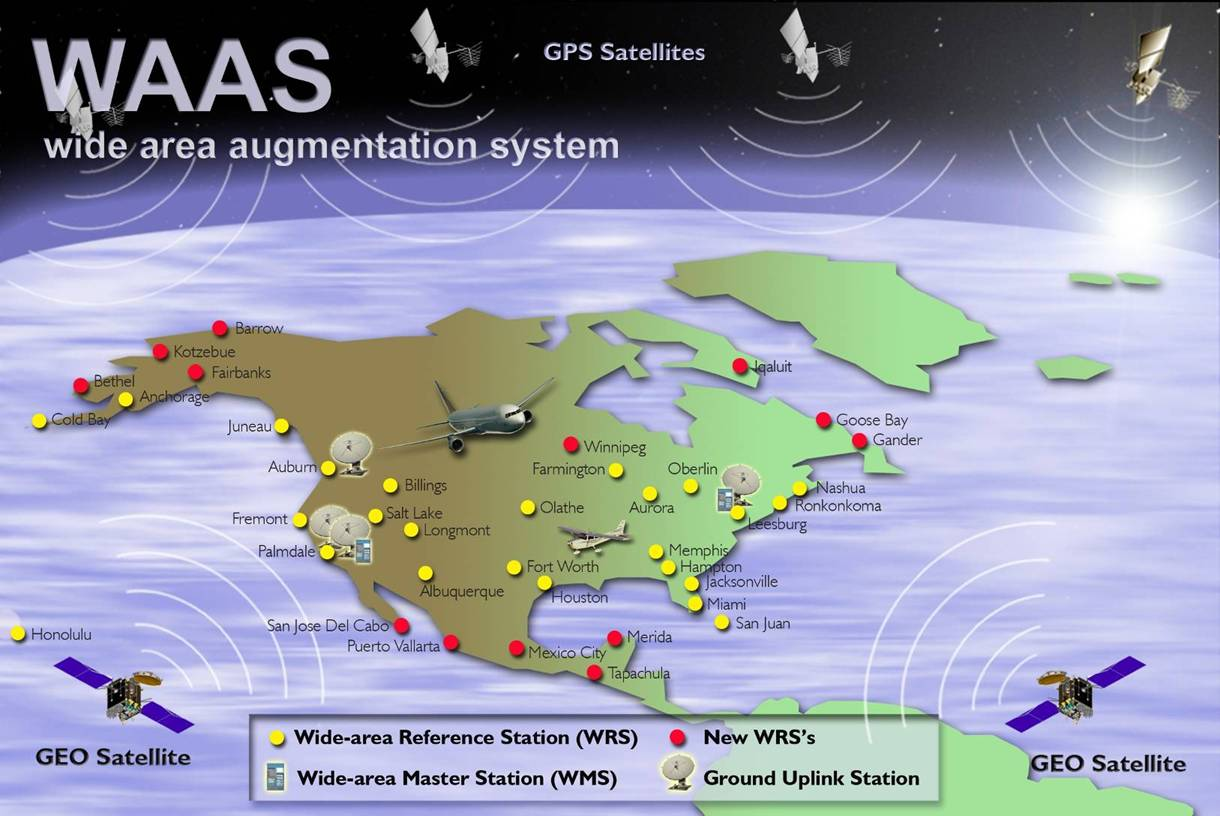 WAAS
GPS Satellites
wide area augmentation system
Barrow
Kotzebue
Fairbanks
Bethel
Anchorage
Cold Bay
Juneau
Iqaluit
Goose Bay
Gander
Winnipeg
Auburn
Farmington
Oberlin
Billings
Nashua
Aurora
Ronkonkoma
Olathe
Salt Lake
Fremont
Leesburg
Longmont
Palmdale
Memphis
Fort Worth
Hampton
Jacksonville
Albuquerque
Houston
Miami
San Juan
San Jose Del Cabo
Honolulu
Puerto Vallarta
Merida
Mexico City
Tapachula
GEO Satellite
GEO Satellite
Wide-area Reference Station (WRS)
New WRS's
Wide-area Master Station (WMS)
Ground Uplink Station